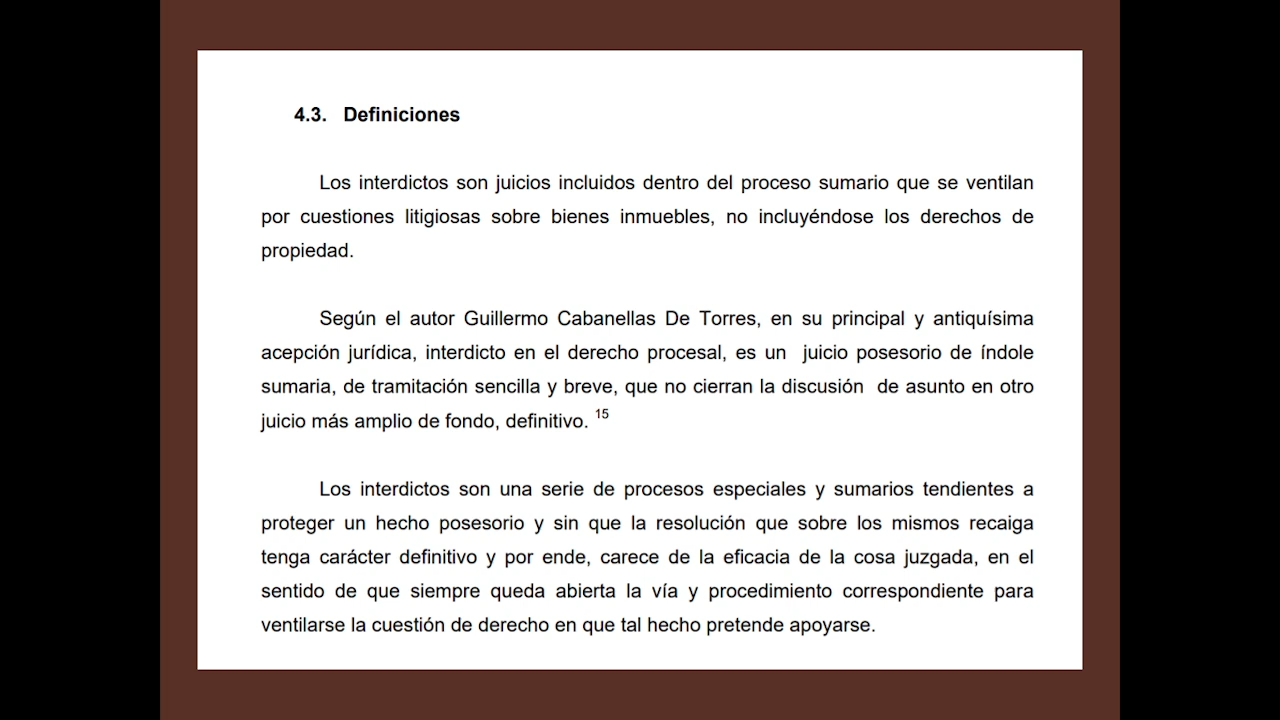 4.3. Definiciones
Los interdictos son juicios incluidos dentro del proceso sumario que se ventilan
por cuestiones litigiosas sobre bienes inmuebles, no incluyéndose los derechos de
propiedad.
Según el autor Guillermo Cabanellas De Torres, en su principal y antiquísima
acepción jurídica, interdicto en el derecho procesal, es un juicio posesorio de índole
sumaria, de tramitación sencilla y breve, que no cierran la discusión de asunto en otro
juicio más amplio de fondo, definitivo. 15
Los interdictos son una serie de procesos especiales y sumarios tendientes a
proteger un hecho posesorio y sin que la resolución que sobre los mismos recaiga
tenga carácter definitivo y por ende, carece de la eficacia de la cosa juzgada, en el
sentido de que siempre queda abierta la vía y procedimiento correspondiente para
ventilarse la cuestión de derecho en que tal hecho pretende apoyarse.